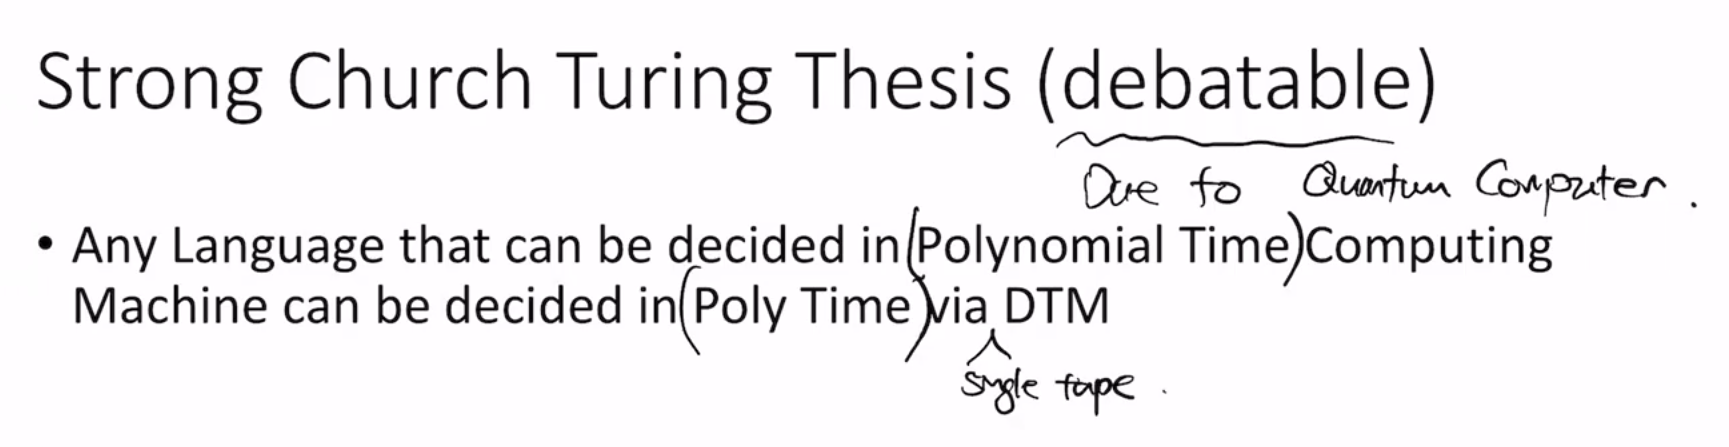 Strong Church Turing Thesis (debatable)
Due to Quantum Computer.
• Any Language that can be decided in (Polynomial Time) Computing
Machine can be decided in (Poly Time) via DTM
single tape.